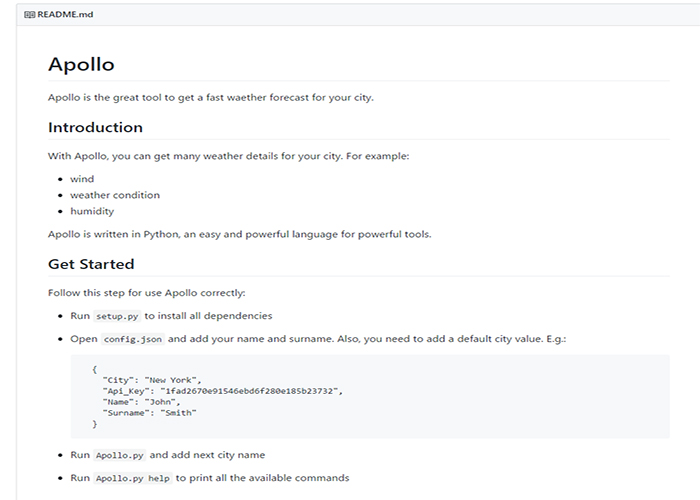 README.md
Apollo
Apollo is the great tool to get a fast waether forecast for your city.
Introduction
With Apollo, you can get many weather details for your city. For example:
wind
weather condition
humidity
Apollo is written in Python, an easy and powerful language for powerful tools.
Get Started
Follow this step for use Apollo correctly:
Run setup.py to install all dependencies
Open config.json and add your name and surname. Also, you need to add a default city value. E.g.:
{
"City": "New York",
"Api_Key": "1fad2670e91546ebd6f280e185b23732",
"Name": "John",
"Surname": "Smith"
}
Run Apollo.py and add next city name
Run Apollo.py help to print all the available commands